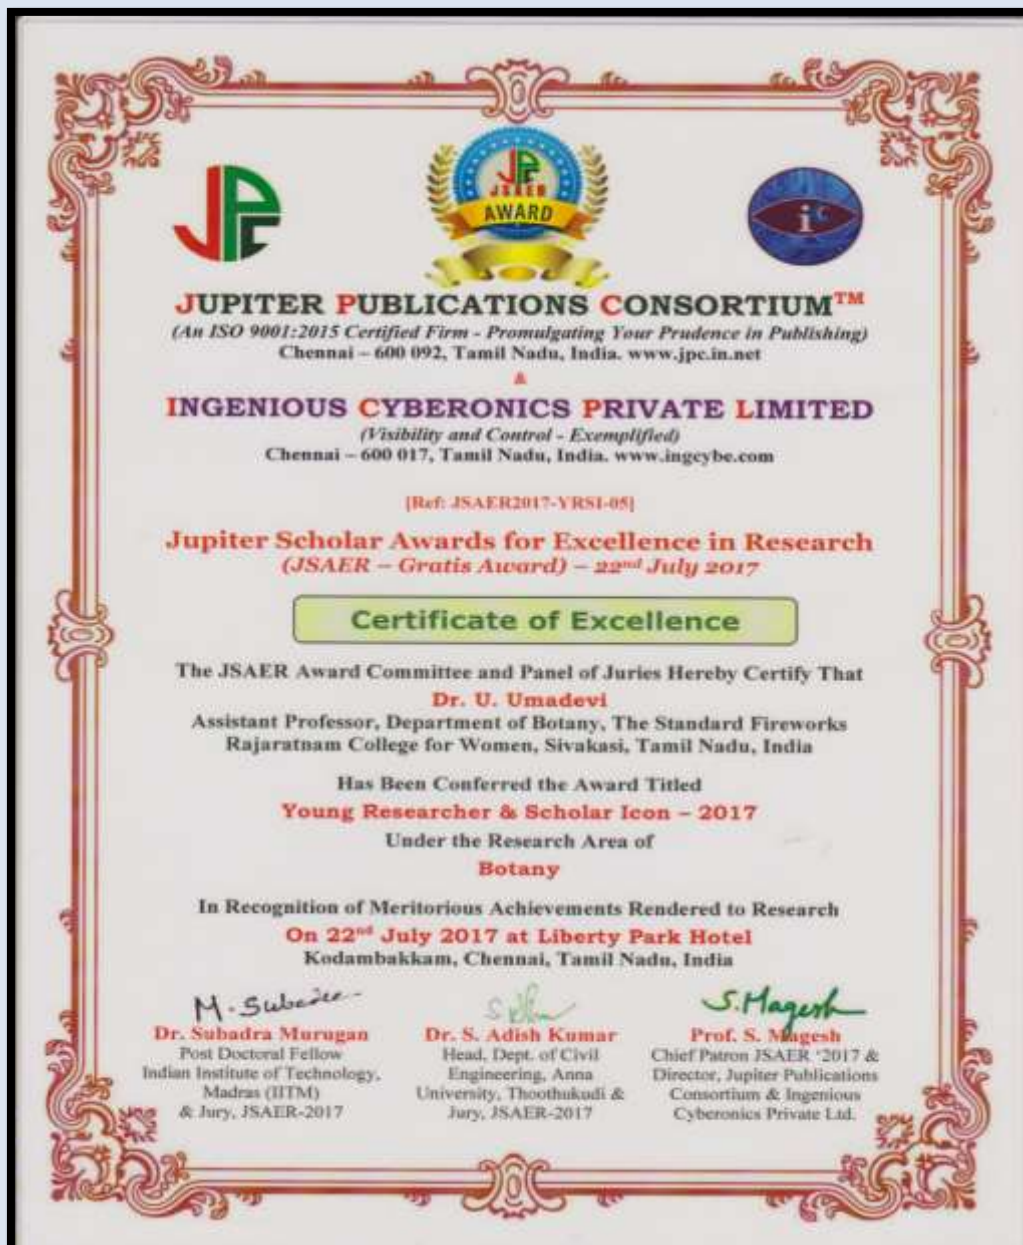 JPC
JPC
JSAER
AWARD
iC
JUPITER PUBLICATIONS CONSORTIUM™
(An ISO 9001:2015 Certified Firm - Promulgating Your Prudence in Publishing)
Chennai – 600 092, Tamil Nadu, India. www.jpc.in.net
&
INGENIOUS CYBERONICS PRIVATE LIMITED
(Visibility and Control - Exemplified)
Chennai – 600 017, Tamil Nadu, India. www.ingcybe.com
[Ref: JSAER2017-YRSI-05]
Jupiter Scholar Awards for Excellence in Research
(JSAER – Gratis Award) – 22nd July 2017
Certificate of Excellence
The JSAER Award Committee and Panel of Juries Hereby Certify That
Dr. U. Umadevi
Assistant Professor, Department of Botany, The Standard Fireworks
Rajaratnam College for Women, Sivakasi, Tamil Nadu, India
Has Been Conferred the Award Titled
Young Researcher & Scholar Icon – 2017
Under the Research Area of
Botany
In Recognition of Meritorious Achievements Rendered to Research
On 22nd July 2017 at Liberty Park Hotel
Kodambakkam, Chennai, Tamil Nadu, India
M. S. Magesh
Dr. Subadra Murugan Dr. S. Adish Kumar Prof. S. Magesh
Post Doctoral Fellow Head, Dept. of Civil Chief Patron JSAER '2017 &
Indian Institute of Technology, Engineering, Anna Director, Jupiter Publications
Madras (IITM) University, Thoothukudi & Consortium & Ingenious
& Jury, JSAER-2017 Jury, JSAER-2017 Cyberonics Private Ltd.